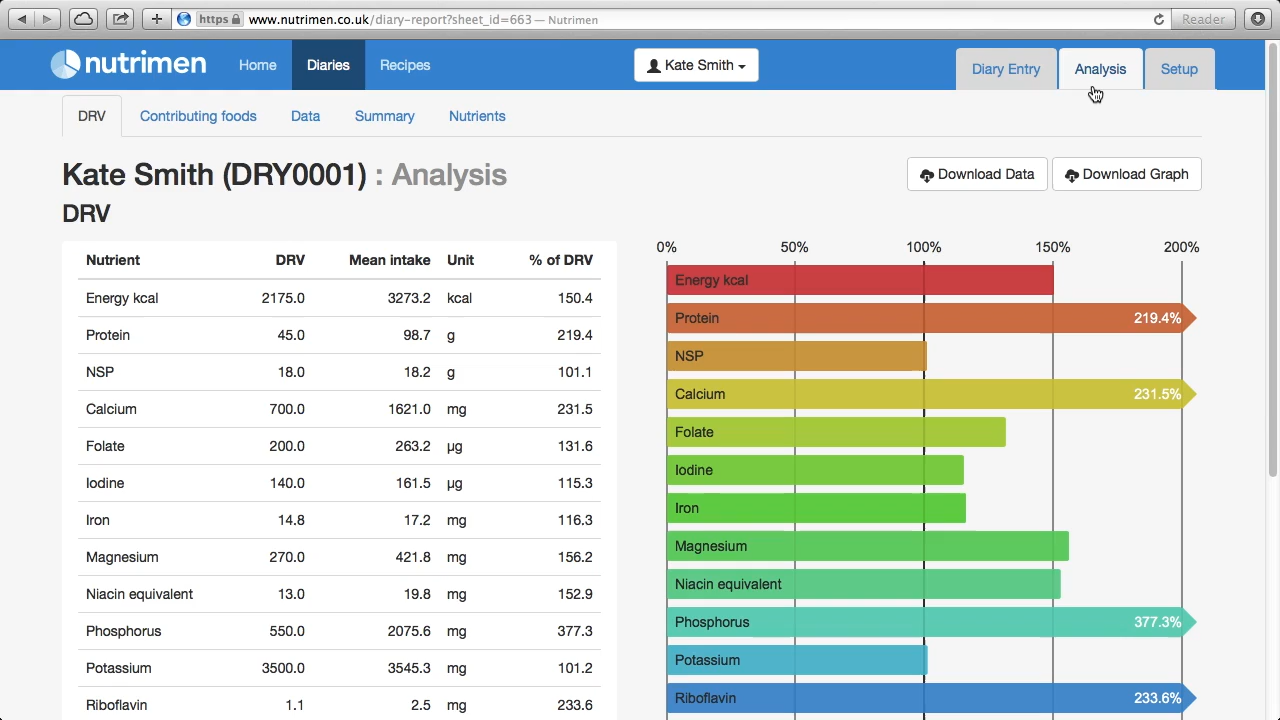 https www.nutrimen.co.uk/diary-report?sheet_id=663 — Nutrimen Reader
nutrimen Home Diaries Recipes Kate Smith Diary Entry Analysis Setup
DRV Contributing foods Data Summary Nutrients
Kate Smith (DRY0001) : Analysis Download Data Download Graph
DRV
Nutrient DRV Mean intake Unit % of DRV
Energy kcal 2175.0 3273.2 kcal 150.4
Protein 45.0 98.7 g 219.4
NSP 18.0 18.2 g 101.1
Calcium 700.0 1621.0 mg 231.5
Folate 200.0 263.2 µg 131.6
Iodine 140.0 161.5 µg 115.3
Iron 14.8 17.2 mg 116.3
Magnesium 270.0 421.8 mg 156.2
Niacin equivalent 13.0 19.8 mg 152.9
Phosphorus 550.0 2075.6 mg 377.3
Potassium 3500.0 3545.3 mg 101.2
Riboflavin 1.1 2.5 mg 233.6
0% 50% 100% 150% 200%
Energy kcal
Protein 219.4%
NSP
Calcium 231.5%
Folate
Iodine
Iron
Magnesium
Niacin equivalent
Phosphorus 377.3%
Potassium
Riboflavin 233.6%